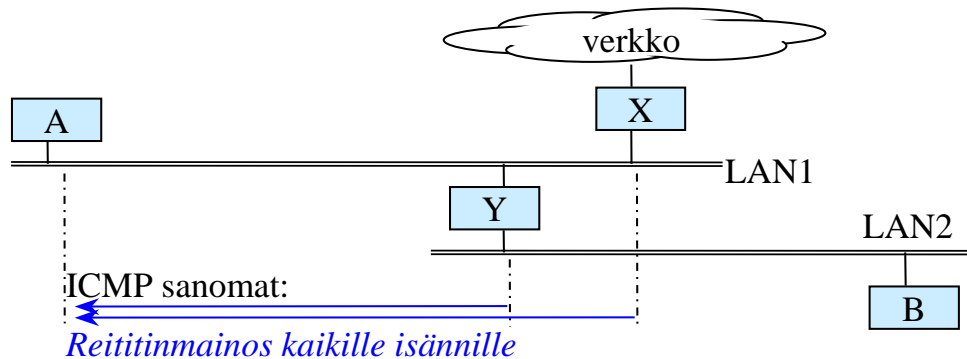 verkko
A
X
LAN1
Y
LAN2
ICMP sanomat:
B
Reititinmainos kaikille isännille